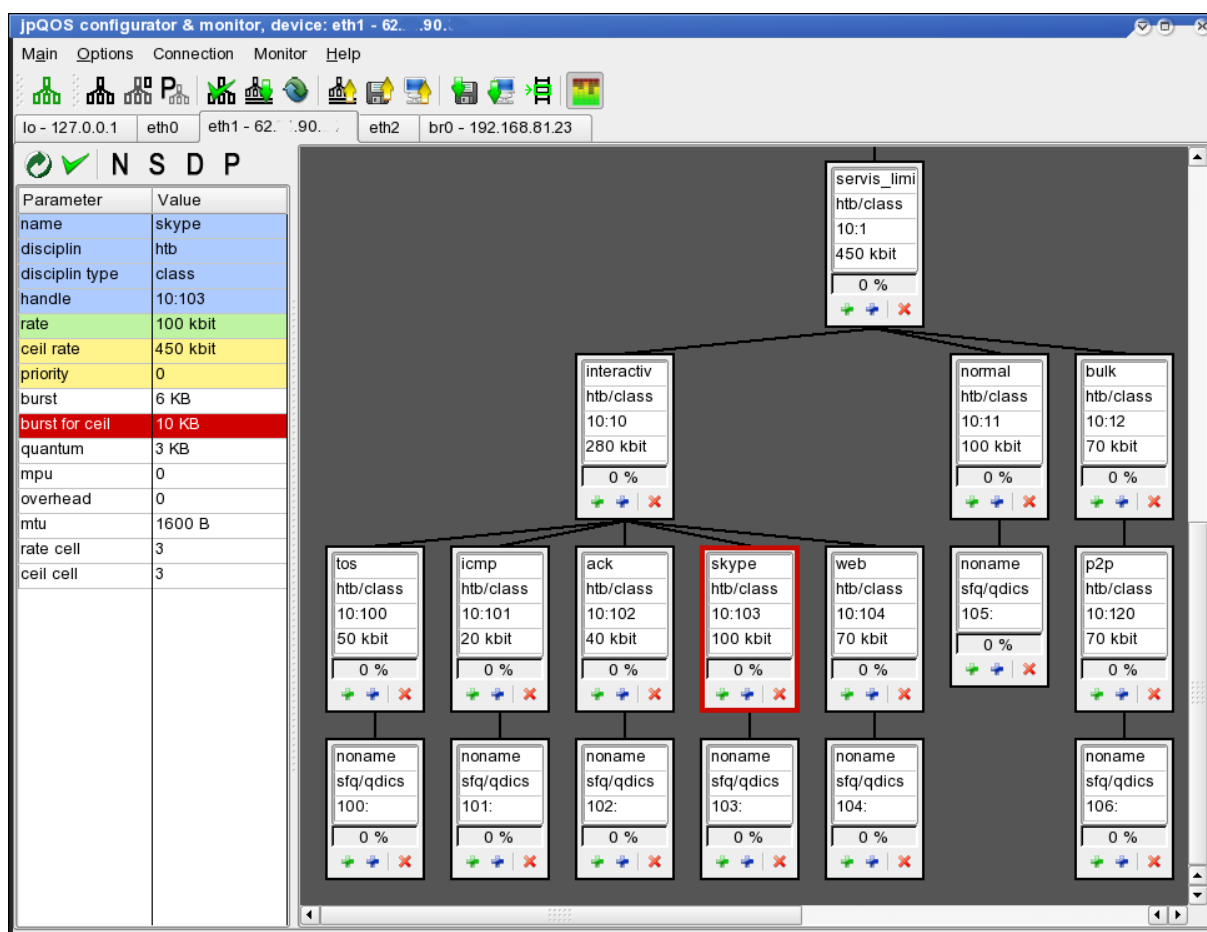 jpQOS configurator & monitor, device: eth1 - 62. .90.
Main Options Connection Monitor Help
lo - 127.0.0.1 eth0 eth1 - 62. .90. eth2 br0 - 192.168.81.23
N S D P
Parameter Value
name skype
disciplin htb
disciplin type class
handle 10:103
rate 100 kbit
ceil rate 450 kbit
priority 0
burst 6 KB
burst for ceil 10 KB
quantum 3 KB
mpu 0
overhead 0
mtu 1600 B
rate cell 3
ceil cell 3
servis_limi
htb/class
10:1
450 kbit
0 %
interactiv
htb/class
10:10
280 kbit
0 %
normal
htb/class
10:11
100 kbit
0 %
bulk
htb/class
10:12
70 kbit
0 %
tos
htb/class
10:100
50 kbit
0 %
icmp
htb/class
10:101
20 kbit
0 %
ack
htb/class
10:102
40 kbit
0 %
skype
htb/class
10:103
100 kbit
0 %
web
htb/class
10:104
70 kbit
0 %
noname
sfq/qdics
105:
0 %
p2p
htb/class
10:120
70 kbit
0 %
noname
sfq/qdics
100:
0 %
noname
sfq/qdics
101:
0 %
noname
sfq/qdics
102:
0 %
noname
sfq/qdics
103:
0 %
noname
sfq/qdics
104:
0 %
noname
sfq/qdics
106:
0 %